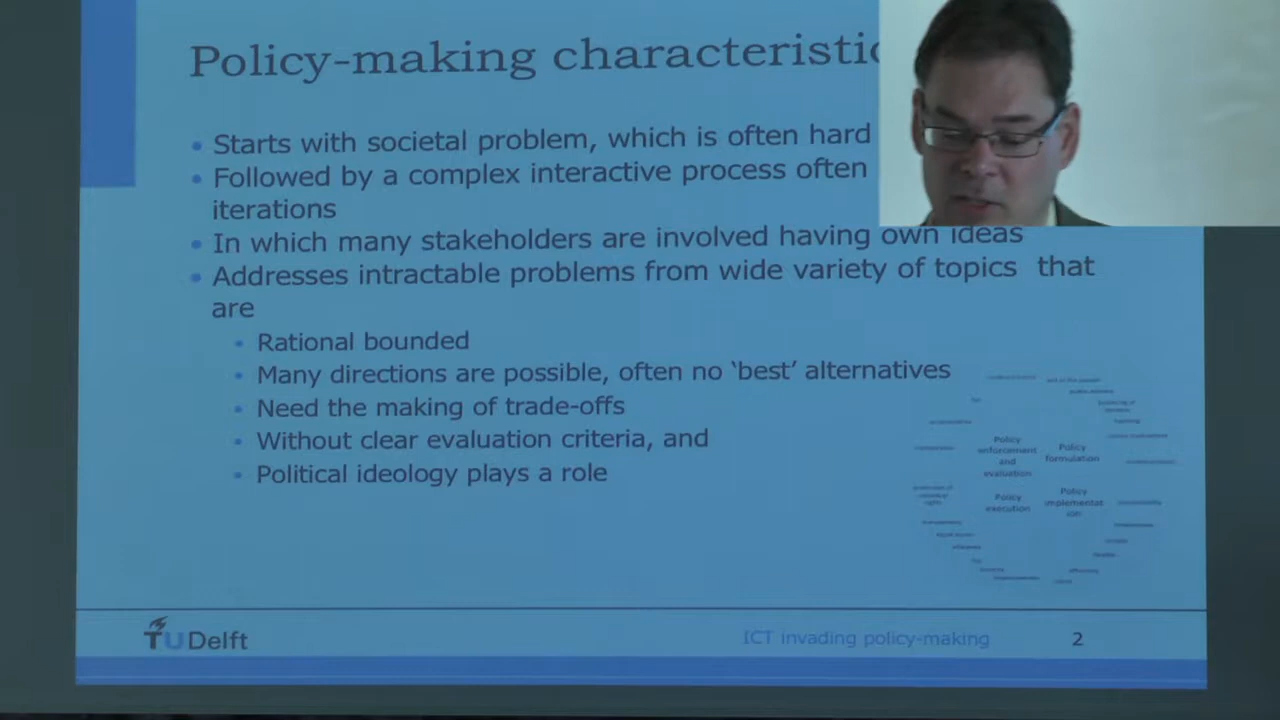 Policy-making characteristic
Starts with societal problem, which is often hard
Followed by a complex interactive process often
iterations
In which many stakeholders are involved having own ideas
Addresses intractable problems from wide variety of topics that
are
Rational bounded
Many directions are possible, often no ‘best’ alternatives
Need the making of trade-offs
Without clear evaluation criteria, and
Political ideology plays a role
Policy
enforcement
and
evaluation
Policy
formulation
Policy
execution
Policy
implementat
ion
TU Delft
ICT invading policy-making
2